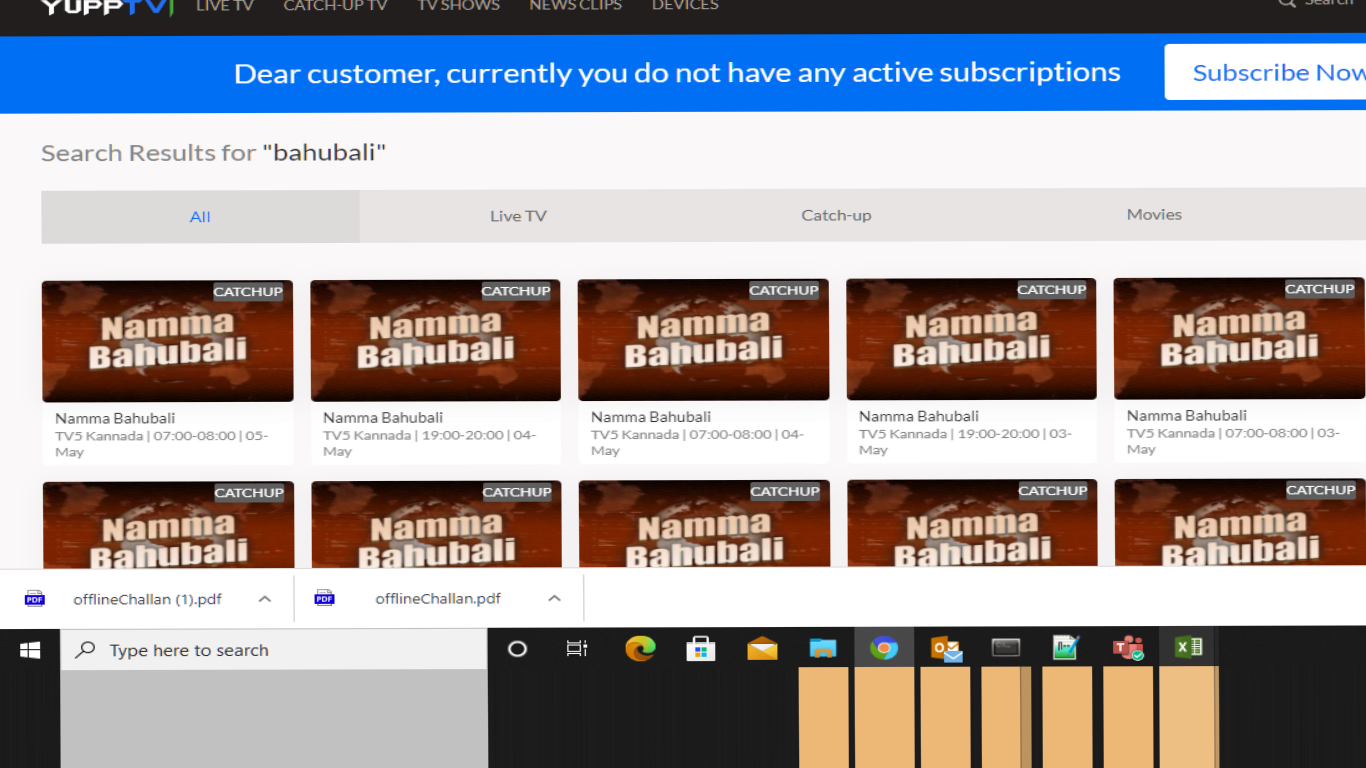 YUPPTV LIVE TV CATCH-UP TV TV SHOWS NEWS CLIPS DEVICES Search
Dear customer, currently you do not have any active subscriptions Subscribe Now
Search Results for "bahubali"
All Live TV Catch-up Movies
CATCHUP CATCHUP CATCHUP CATCHUP CATCHUP
Namma Namma Namma Namma Namma
Bahubali Bahubali Bahubali Bahubali Bahubali
Namma Bahubali Namma Bahubali Namma Bahubali Namma Bahubali Namma Bahubali
TV5 Kannada | 07:00-08:00 | 05- TV5 Kannada | 19:00-20:00 | 04- TV5 Kannada | 07:00-08:00 | 04- TV5 Kannada | 19:00-20:00 | 03- TV5 Kannada | 07:00-08:00 | 03-
May May May May May
CATCHUP CATCHUP CATCHUP CATCHUP CATCHUP
Namma Namma Namma Namma Namma
Bahubali Bahubali Bahubali Bahubali Bahubali
PDF offlineChallan (1).pdf PDF offlineChallan.pdf
Type here to search